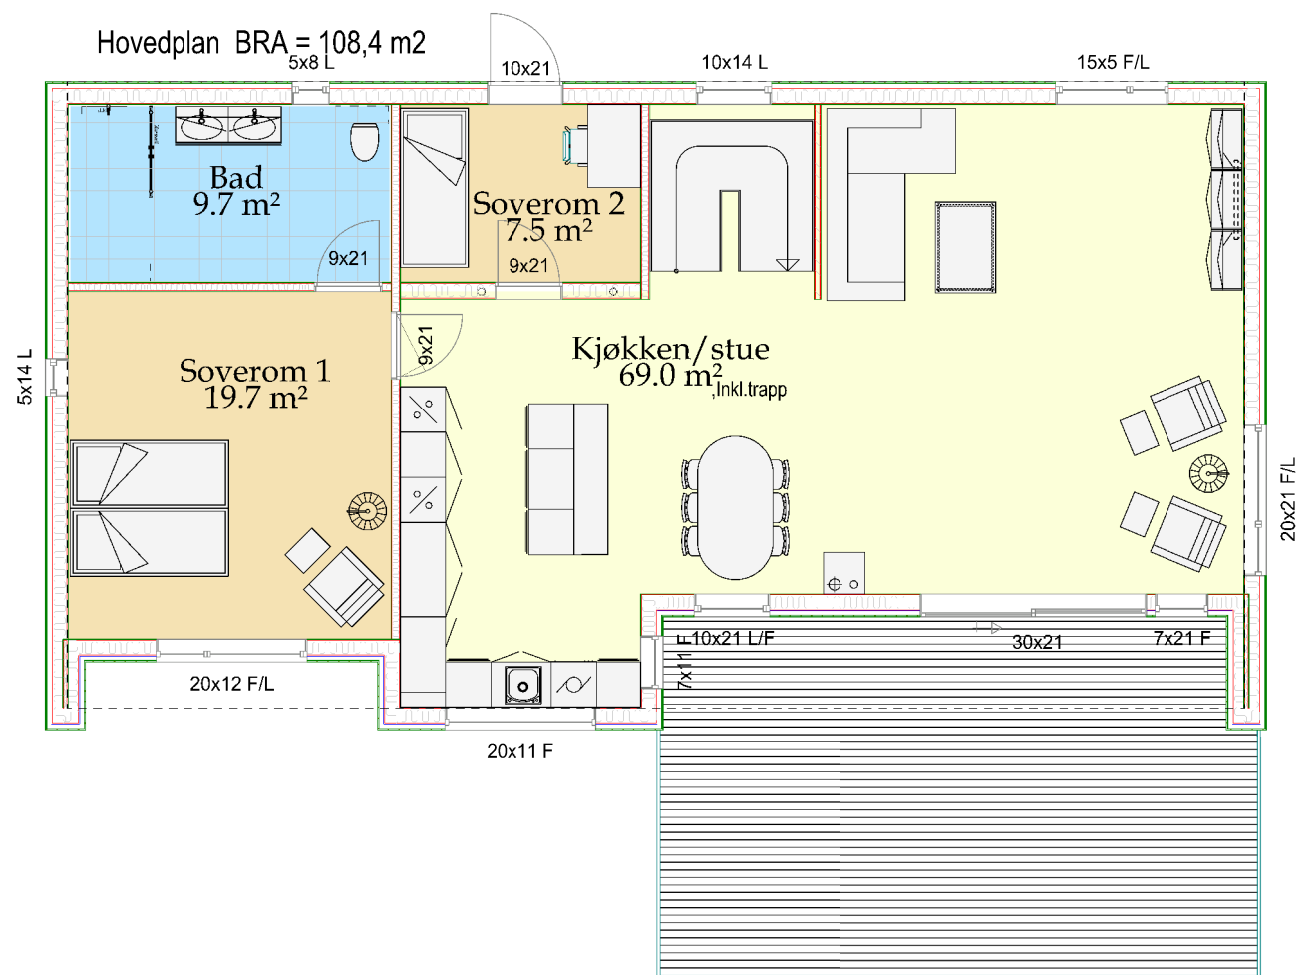 Hovedplan BRA = 108,4 m2
5x8 L
10x21
10x14 L
15x5 F/L
Bad
9.7 m²
9x21
Soverom 2
7.5 m²
9x21
5x14 L
Soverom 1
19.7 m²
9x21
Kjøkken/stue
69.0 m²
,Inkl.trapp
20x21 F/L
20x12 F/L
7x11 F
10x21 L/F
30x21
7x21 F
20x11 F